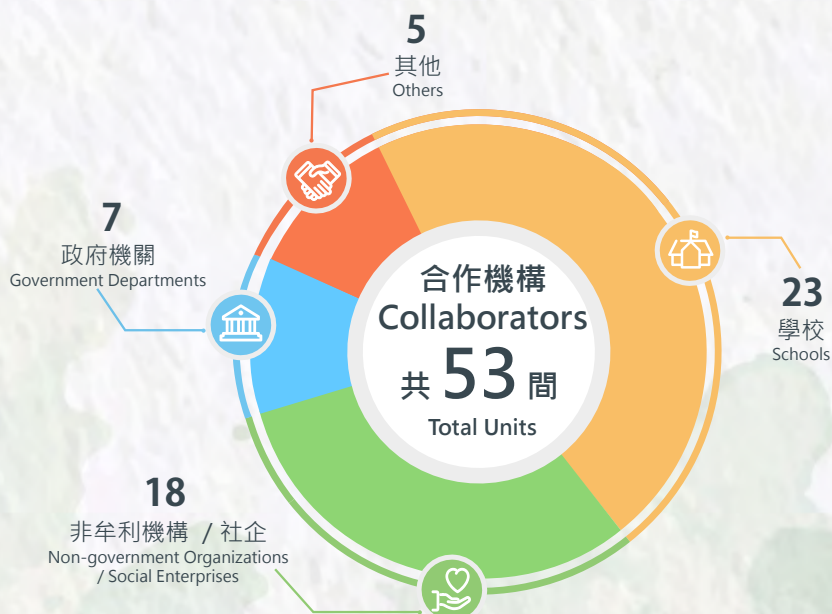 5
其他
Others
7
政府機關
Government Departments
合作機構
Collaborators
共 53 間
Total Units
23
學校
Schools
18
非牟利機構 / 社企
Non-government Organizations
/ Social Enterprises